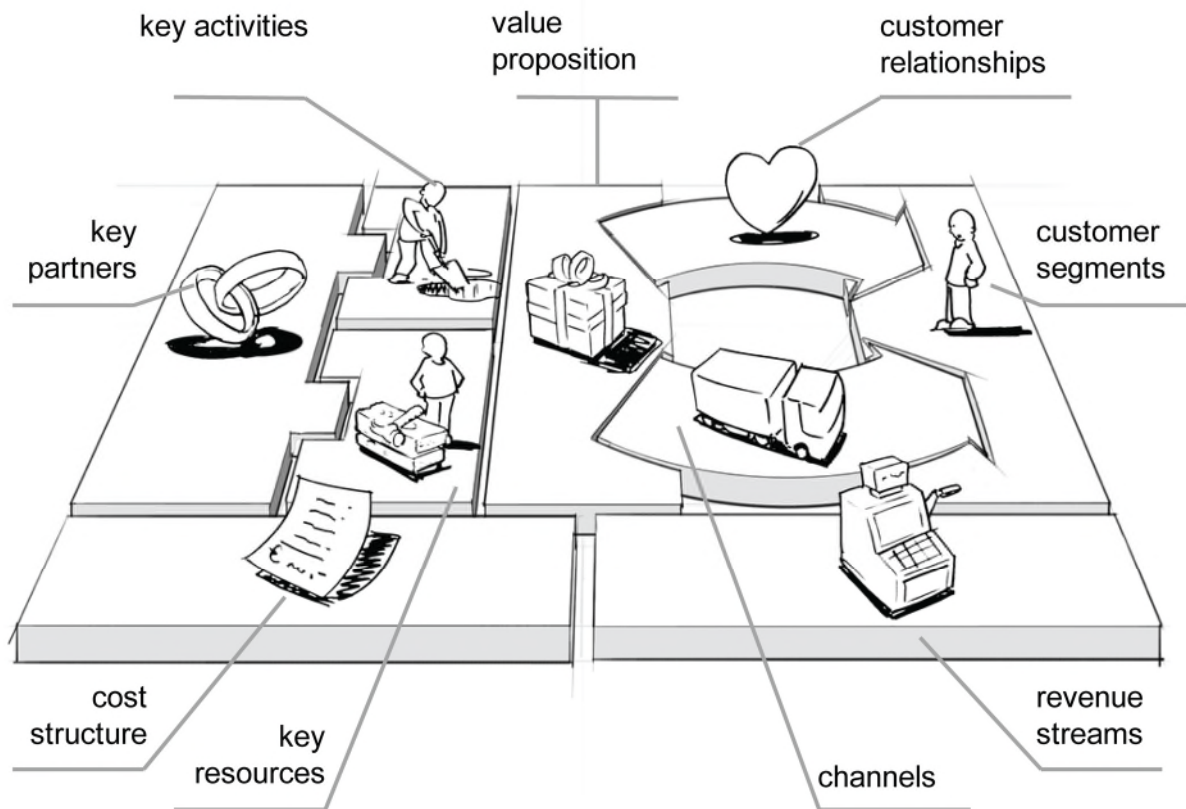 key activities
value
proposition
customer
relationships
key
partners
customer
segments
€
cost
structure
key
resources
channels
revenue
streams